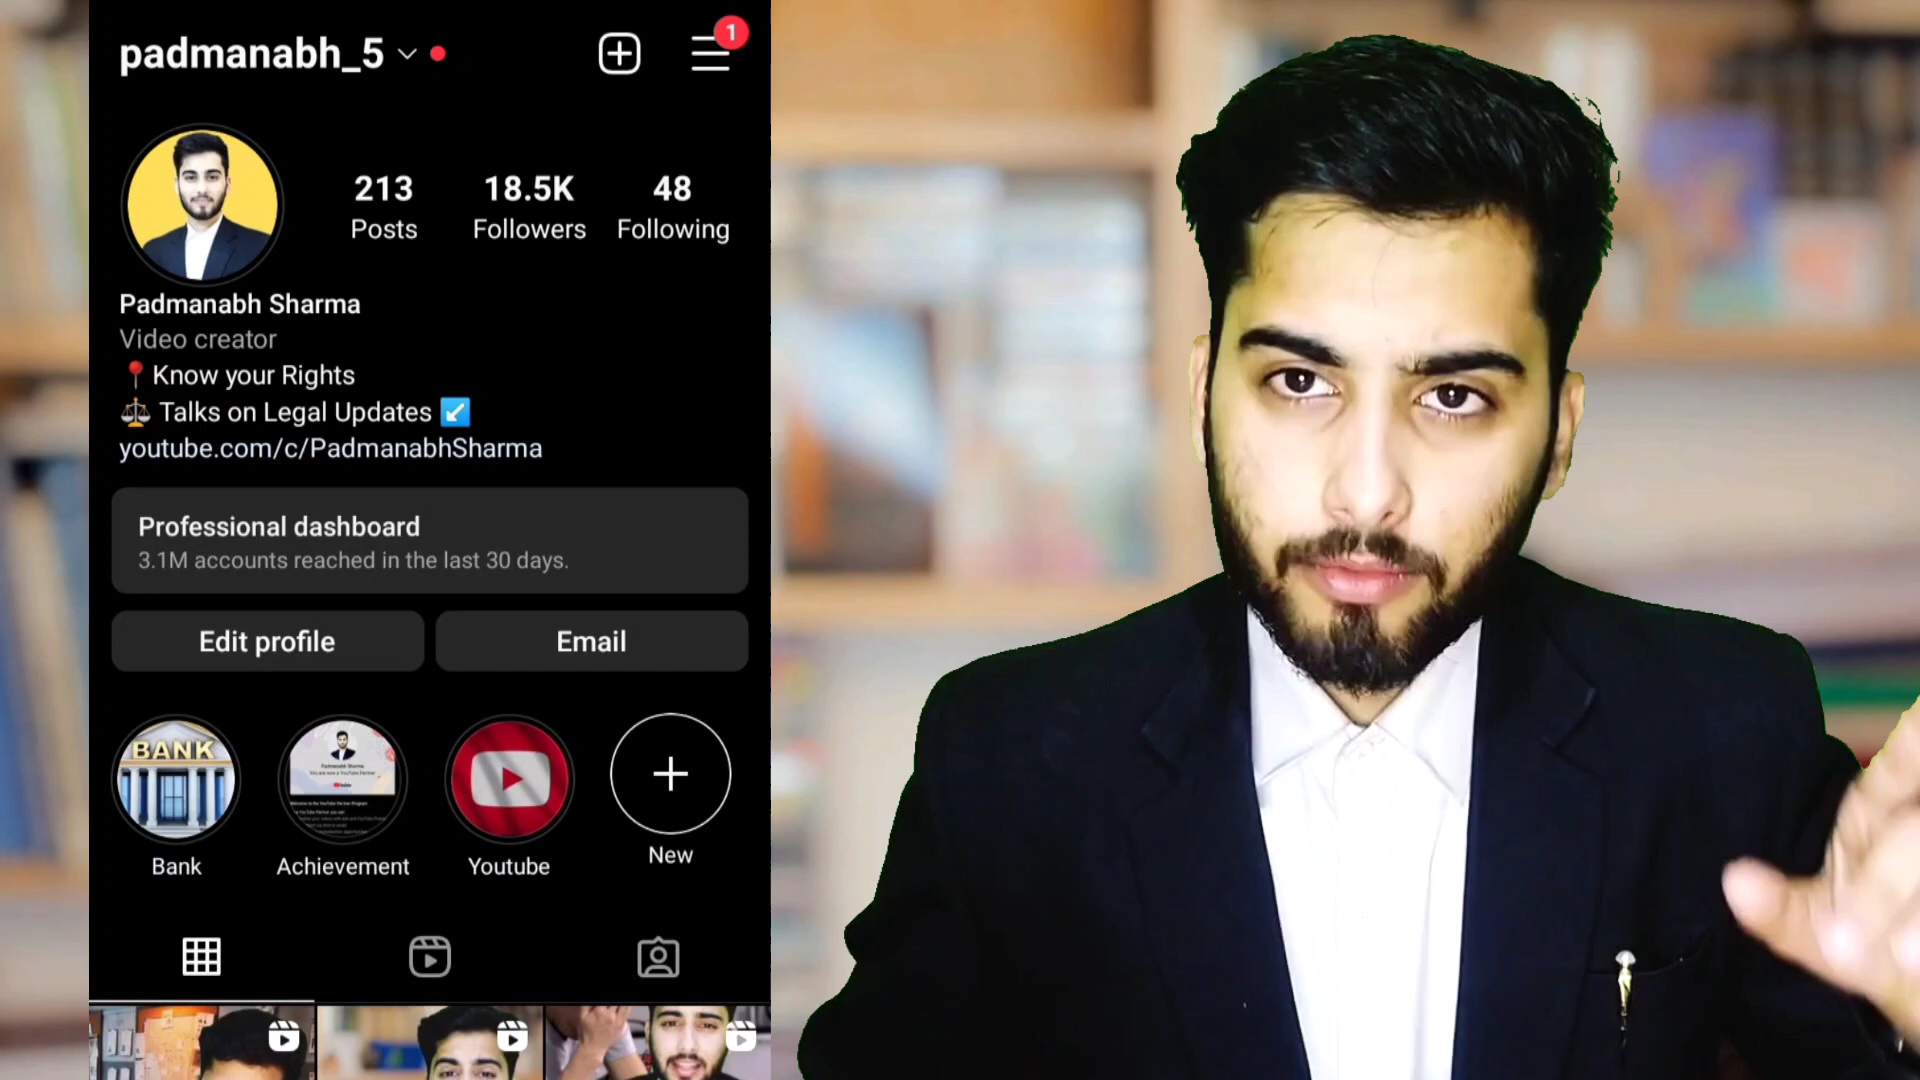 padmanabh_5
1
213
18.5K
48
Posts
Followers
Following
Padmanabh Sharma
Video creator
Know your Rights
Talks on Legal Updates
youtube.com/c/PadmanabhSharma
Professional dashboard
3.1M accounts reached in the last 30 days.
Edit profile
Email
BANK
Bank
Achievement
Youtube
New